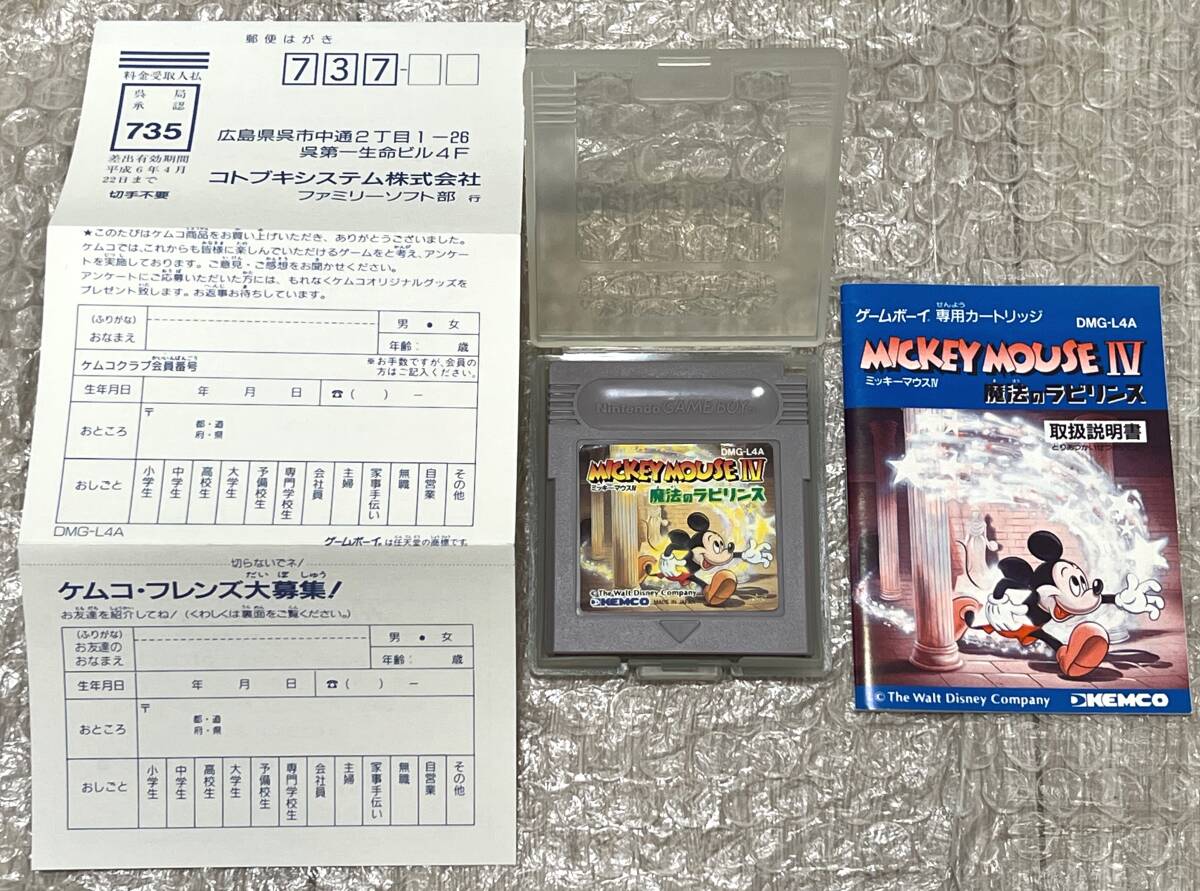 郵便はがき
料金受取人払
呉局
承認
735
差出有効期間
平成6年4月
22日まで
切手不要
737-
広島県呉市中通2丁目1-26
呉第一生命ビル4F
コトブキシステム株式会社
ファミリーソフト部 行
★このたびはケムコ商品をお買い上げいただき、ありがとうございました。
ケムコでは、これからも皆様に楽しんでいただけるゲームをと考え、アンケー
トを実施しております。ご意見・ご感想をお聞かせください。
アンケートにご応募いただいた方には、もれなくケムコオリジナルグッズを
プレゼント致します。お返事お待ちしています。
(ふりがな)
おなまえ
男 ● 女
年齢: 歳
ケムコクラブ会員番号
※お手数ですが、会員の
方はご記入ください。
生年月日 年 月 日 ☎( ) −
おところ
〒
都・道
府・県
おしごと
小学生
中学生
高校生
大学生
予備校生
専門学校生
会社員
主婦
家事手伝い
無職
自営業
その他
DMG-L4A
ゲームボーイは任天堂の商標です。
切らないでネ!
ケムコ・フレンズ大募集!
お友達を紹介してね!(くわしくは裏面をご覧ください。)
(ふりがな)
お友達の
おなまえ
男 ● 女
年齢: 歳
生年月日 年 月 日 ☎( ) −
おところ
〒
都・道
府・県
おしごと
小学生
中学生
高校生
大学生
予備校生
専門学校生
会社員
主婦
家事手伝い
無職
自営業
その他
Nintendo GAME BOY
DMG-L4A
MICKEY MOUSE IV
ミッキーマウスIV
魔法のラビリンス
© The Walt Disney Company
KEMCO MADE IN JAPAN
ゲームボーイ専用カートリッジ
DMG-L4A
MICKEY MOUSE IV
ミッキーマウスIV
魔法のラビリンス
取扱説明書
© The Walt Disney Company
KEMCO